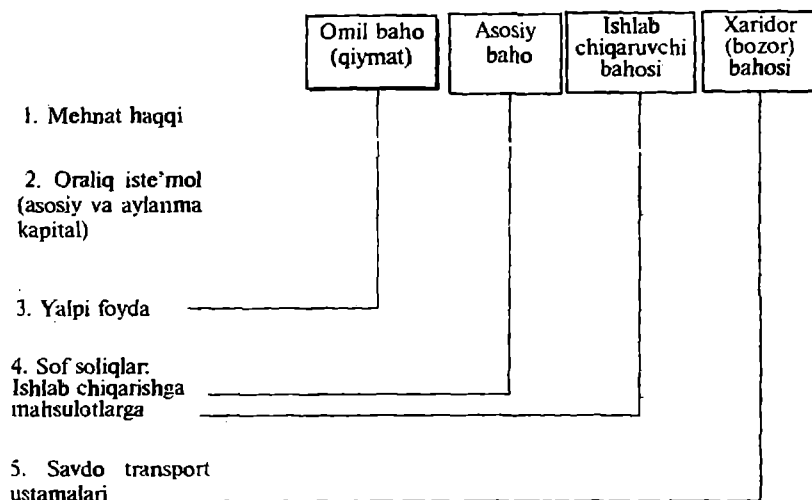 Omil baho
(qiymat)
Asosiy
baho
Ishlab
chiqaruvchi
bahosi
Xaridor
(bozor)
bahosi
1. Mehnat haqqi
2. Oraliq iste'mol
(asosiy va aylanma
kapital)
3. Yalpi foyda
4. Sof soliqlar:
Ishlab chiqarishga
mahsulotlarga
5. Savdo transport
ustamalari